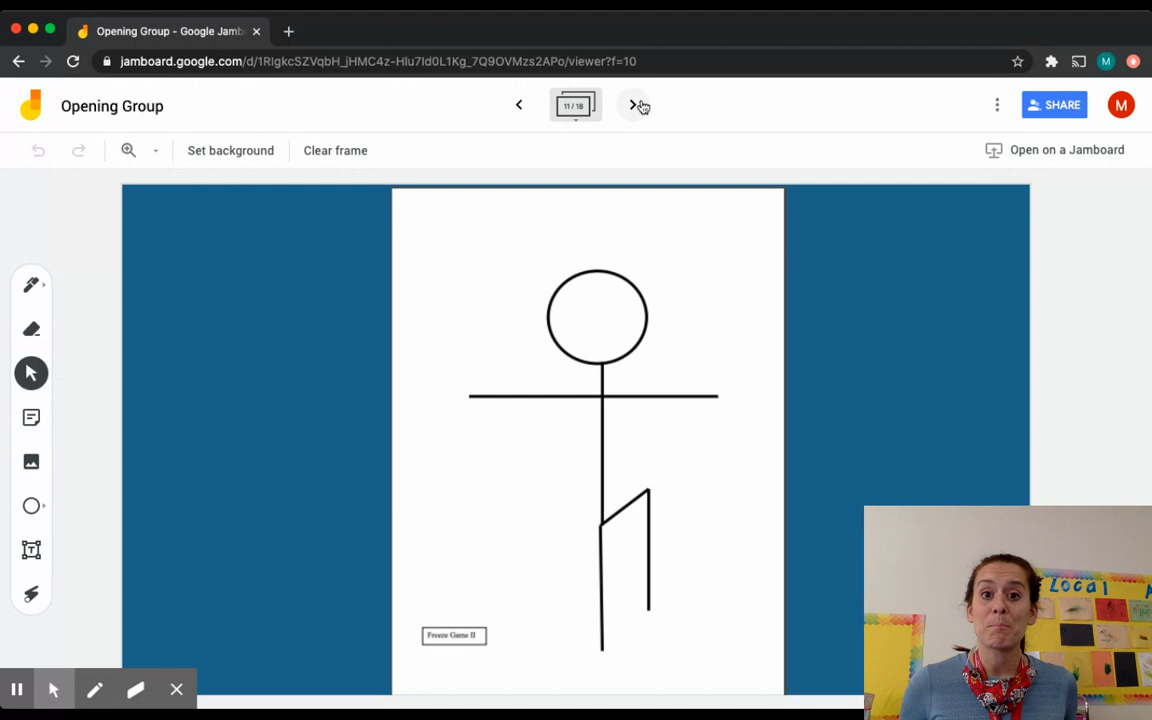 Opening Group - Google Jamb
jamboard.google.com/d/1RIgkcSZVqbH_jHMC4z-Hlu7Id0L1Kg_7Q9OVMzs2APo/viewer?f=10
M
Opening Group
11 / 18
SHARE
M
Set background
Clear frame
Open on a Jamboard
Freeze Game II
Local